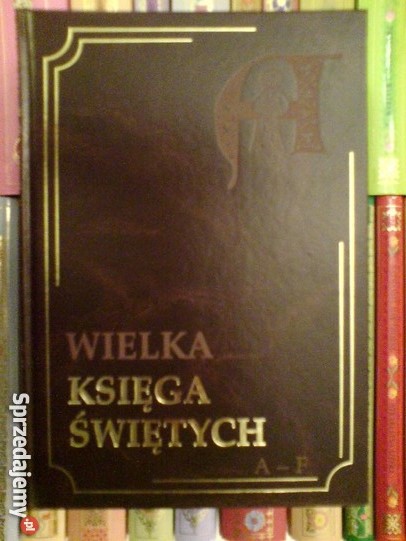 A
WIELKA
KSIĘGA
ŚWIĘTYCH
A – F
Sprzedajemy
.pl